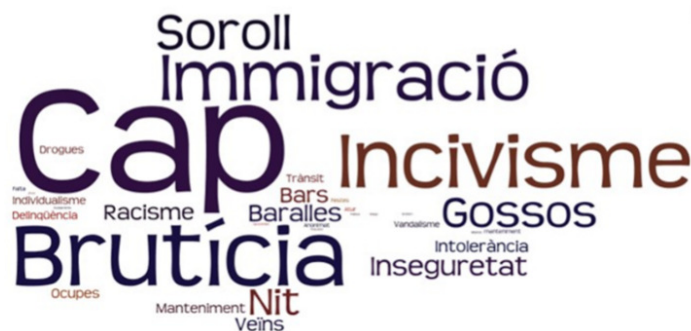 Soroll
Immigració
Cap
Drogues
Incivisme
Trànsit
Individualisme
Bars
Delinqüència
Racisme
Baralles
Gossos
Vandalisme
Brutícia
Intolerància
Inseguretat
Ocupes
Manteniment
Nit
Veïns